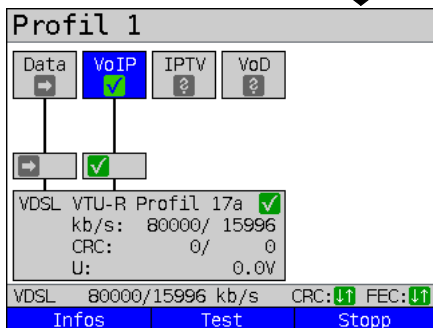 Profil 1
Data VoIP IPTV VoD
VDSL VTU-R Profil 17a
kb/s: 80000/ 15996
CRC: 0/ 0
U: 0.0V
VDSL 80000/15996 kb/s CRC: FEC:
Infos Test Stopp